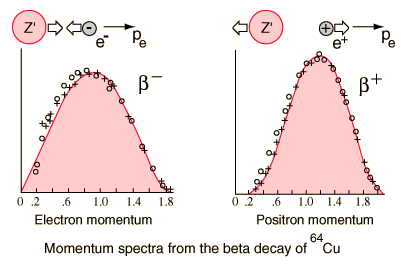 Z' - e⁻ pₑ
Z' + e⁺ pₑ
β⁻
β⁺
0 .2 .6 1.0 1.4 1.8
0 .2 .6 1.0 1.4 1.8
Electron momentum
Positron momentum
Momentum spectra from the beta decay of ⁶⁴Cu